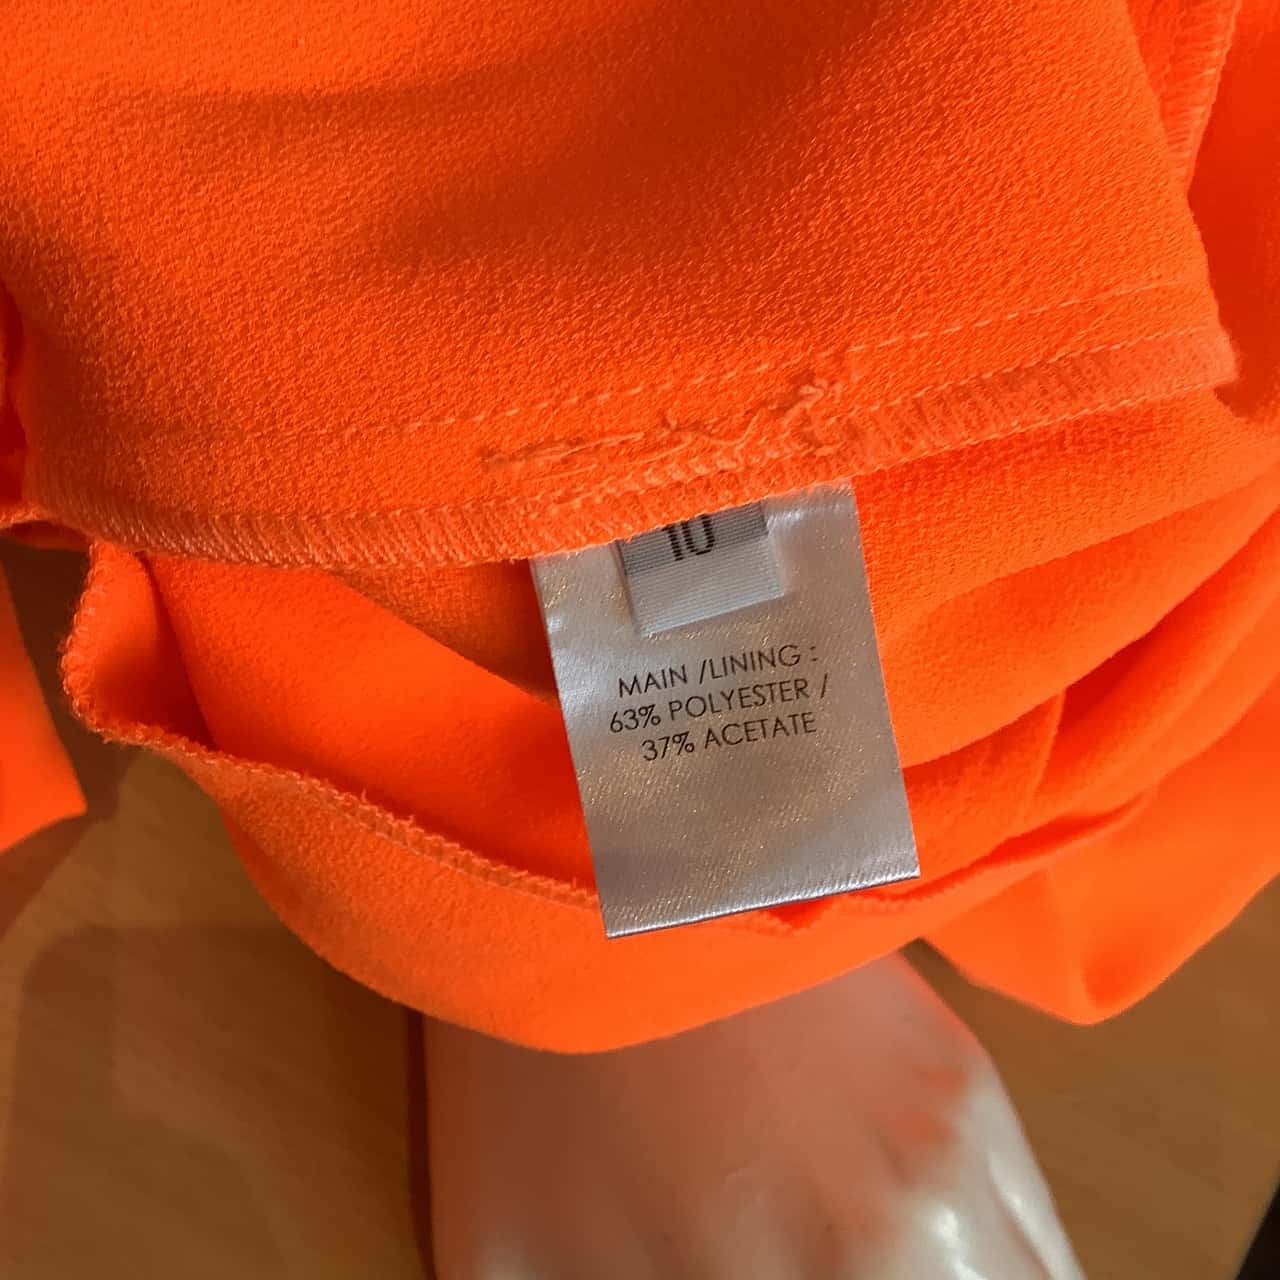 10
MAIN /LINING :
63% POLYESTER /
37% ACETATE